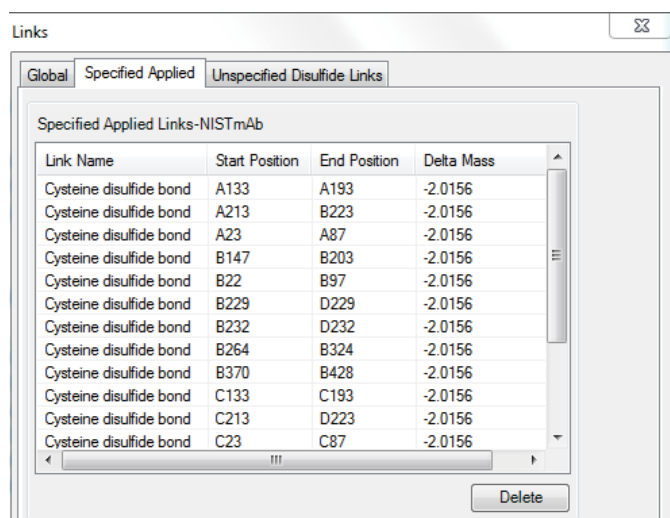 Links
Global Specified Applied Unspecified Disulfide Links
Specified Applied Links-NISTmAb
Link Name Start Position End Position Delta Mass
Cysteine disulfide bond A133 A193 -2.0156
Cysteine disulfide bond A213 B223 -2.0156
Cysteine disulfide bond A23 A87 -2.0156
Cysteine disulfide bond B147 B203 -2.0156
Cysteine disulfide bond B22 B97 -2.0156
Cysteine disulfide bond B229 D229 -2.0156
Cysteine disulfide bond B232 D232 -2.0156
Cysteine disulfide bond B264 B324 -2.0156
Cysteine disulfide bond B370 B428 -2.0156
Cysteine disulfide bond C133 C193 -2.0156
Cysteine disulfide bond C213 D223 -2.0156
Cysteine disulfide bond C23 C87 -2.0156
Delete